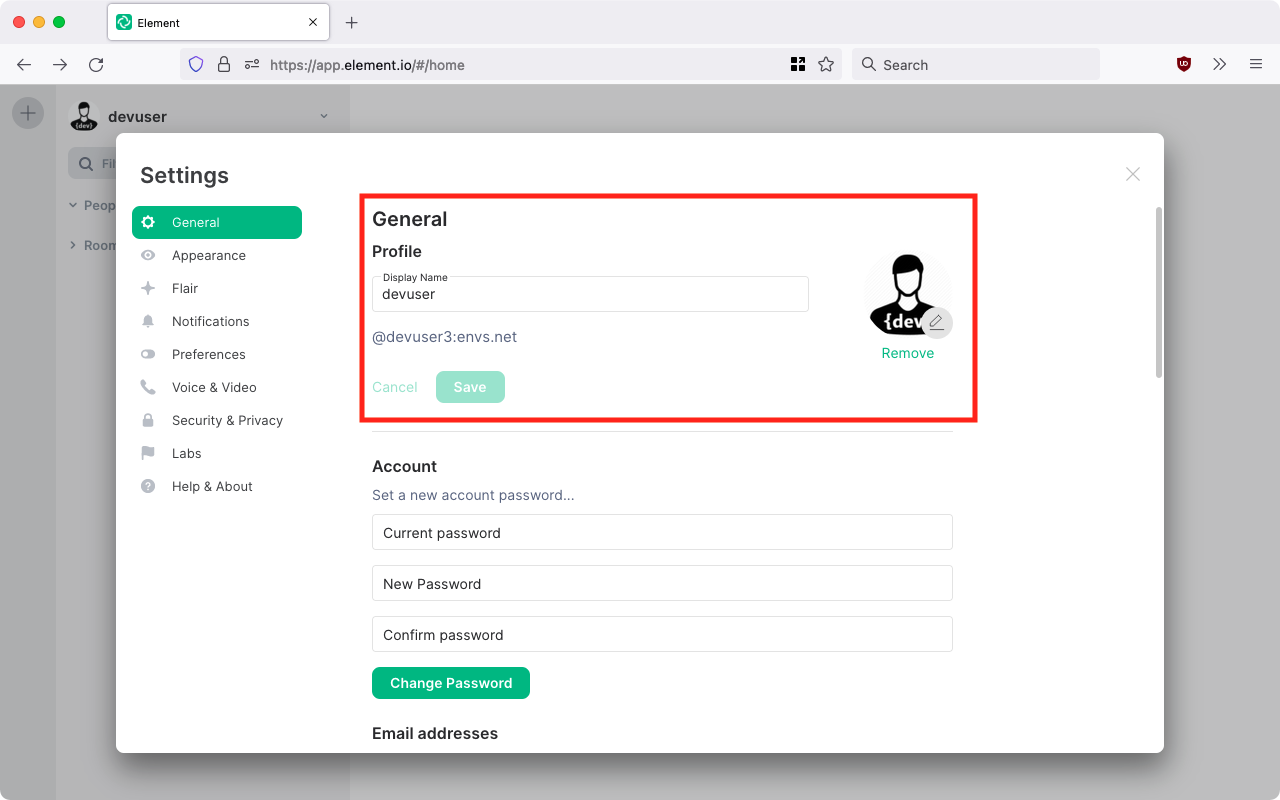 Element
https://app.element.io/#/home
Search
devuser
Fil
Peop
Room
Settings
General
Appearance
Flair
Notifications
Preferences
Voice & Video
Security & Privacy
Labs
Help & About
General
Profile
Display Name
devuser
@devuser3:envs.net
{dev
Remove
Cancel
Save
Account
Set a new account password...
Current password
New Password
Confirm password
Change Password
Email addresses